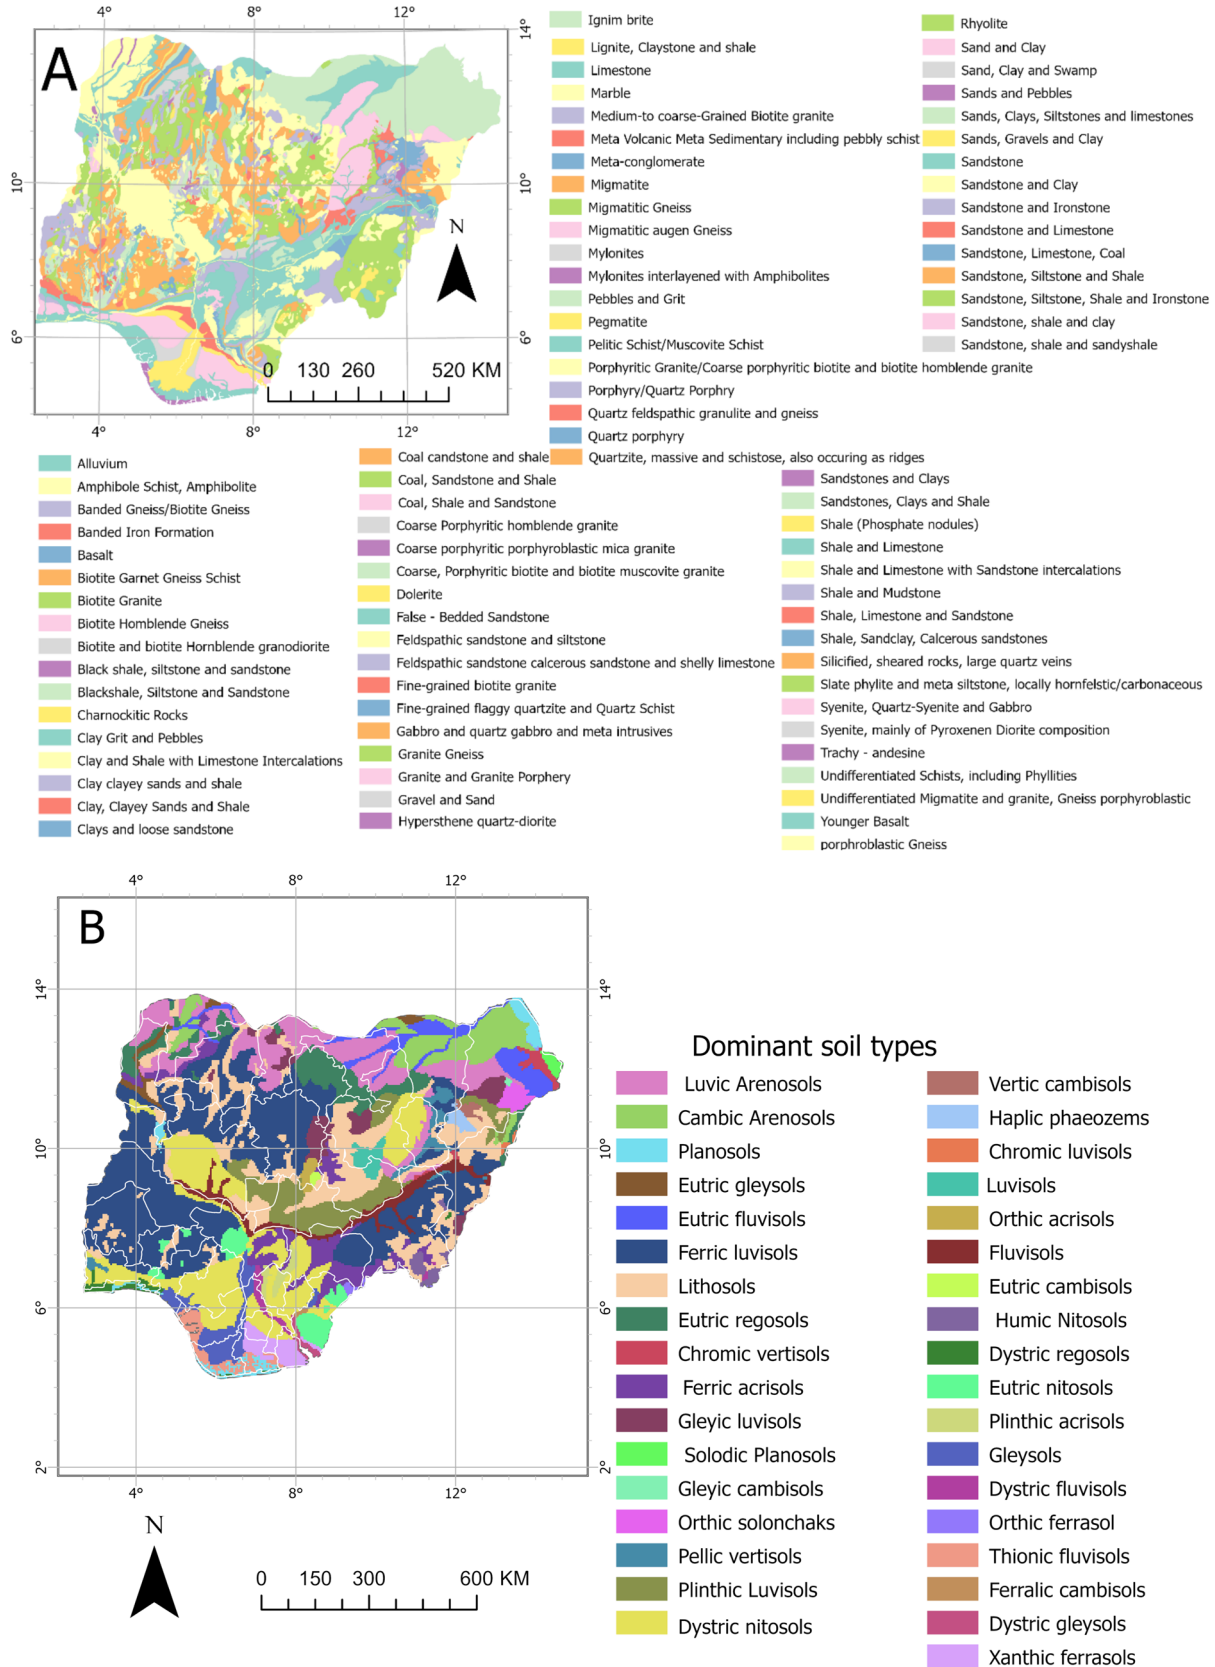 4° 8° 12°
14°
A
10° 10°
N
6° 6°
0 130 260 520 KM
4° 8° 12°
Ignim brite
Lignite, Claystone and shale
Limestone
Marble
Medium-to coarse-Grained Biotite granite
Meta Volcanic Meta Sedimentary including pebbly schist
Meta-conglomerate
Migmatite
Migmatitic Gneiss
Migmatitic augen Gneiss
Mylonites
Mylonites interlayened with Amphibolites
Pebbles and Grit
Pegmatite
Pelitic Schist/Muscovite Schist
Porphyritic Granite/Coarse porphyritic biotite and biotite homblende granite
Porphyry/Quartz Porphry
Quartz feldspathic granulite and gneiss
Quartz porphyry
Quartzite, massive and schistose, also occuring as ridges
Rhyolite
Sand and Clay
Sand, Clay and Swamp
Sands and Pebbles
Sands, Clays, Siltstones and limestones
Sands, Gravels and Clay
Sandstone
Sandstone and Clay
Sandstone and Ironstone
Sandstone and Limestone
Sandstone, Limestone, Coal
Sandstone, Siltstone and Shale
Sandstone, Siltstone, Shale and Ironstone
Sandstone, shale and clay
Sandstone, shale and sandyshale
Alluvium
Amphibole Schist, Amphibolite
Banded Gneiss/Biotite Gneiss
Banded Iron Formation
Basalt
Biotite Garnet Gneiss Schist
Biotite Granite
Biotite Homblende Gneiss
Biotite and biotite Hornblende granodiorite
Black shale, siltstone and sandstone
Blackshale, Siltstone and Sandstone
Charnockitic Rocks
Clay Grit and Pebbles
Clay and Shale with Limestone Intercalations
Clay clayey sands and shale
Clay, Clayey Sands and Shale
Clays and loose sandstone
Coal candstone and shale
Coal, Sandstone and Shale
Coal, Shale and Sandstone
Coarse Porphyritic homblende granite
Coarse porphyritic porphyroblastic mica granite
Coarse, Porphyritic biotite and biotite muscovite granite
Dolerite
False - Bedded Sandstone
Feldspathic sandstone and siltstone
Feldspathic sandstone calcerous sandstone and shelly limestone
Fine-grained biotite granite
Fine-grained flaggy quartzite and Quartz Schist
Gabbro and quartz gabbro and meta intrusives
Granite Gneiss
Granite and Granite Porphery
Gravel and Sand
Hypersthene quartz-diorite
Sandstones and Clays
Sandstones, Clays and Shale
Shale (Phosphate nodules)
Shale and Limestone
Shale and Limestone with Sandstone intercalations
Shale and Mudstone
Shale, Limestone and Sandstone
Shale, Sandclay, Calcerous sandstones
Silicified, sheared rocks, large quartz veins
Slate phylite and meta siltstone, locally hornfelstic/carbonaceous
Syenite, Quartz-Syenite and Gabbro
Syenite, mainly of Pyroxenen Diorite composition
Trachy - andesine
Undifferentiated Schists, including Phyllities
Undifferentiated Migmatite and granite, Gneiss porphyroblastic
Younger Basalt
porphroblastic Gneiss
4° 8° 12°
B
14° 14°
10° 10°
6° 6°
2° 2°
4° 8° 12°
N
0 150 300 600 KM
Dominant soil types
Luvic Arenosols
Cambic Arenosols
Planosols
Eutric gleysols
Eutric fluvisols
Ferric luvisols
Lithosols
Eutric regosols
Chromic vertisols
Ferric acrisols
Gleyic luvisols
Solodic Planosols
Gleyic cambisols
Orthic solonchaks
Pellic vertisols
Plinthic Luvisols
Dystric nitosols
Vertic cambisols
Haplic phaeozems
Chromic luvisols
Luvisols
Orthic acrisols
Fluvisols
Eutric cambisols
Humic Nitosols
Dystric regosols
Eutric nitosols
Plinthic acrisols
Gleysols
Dystric fluvisols
Orthic ferrasol
Thionic fluvisols
Ferralic cambisols
Dystric gleysols
Xanthic ferrasols